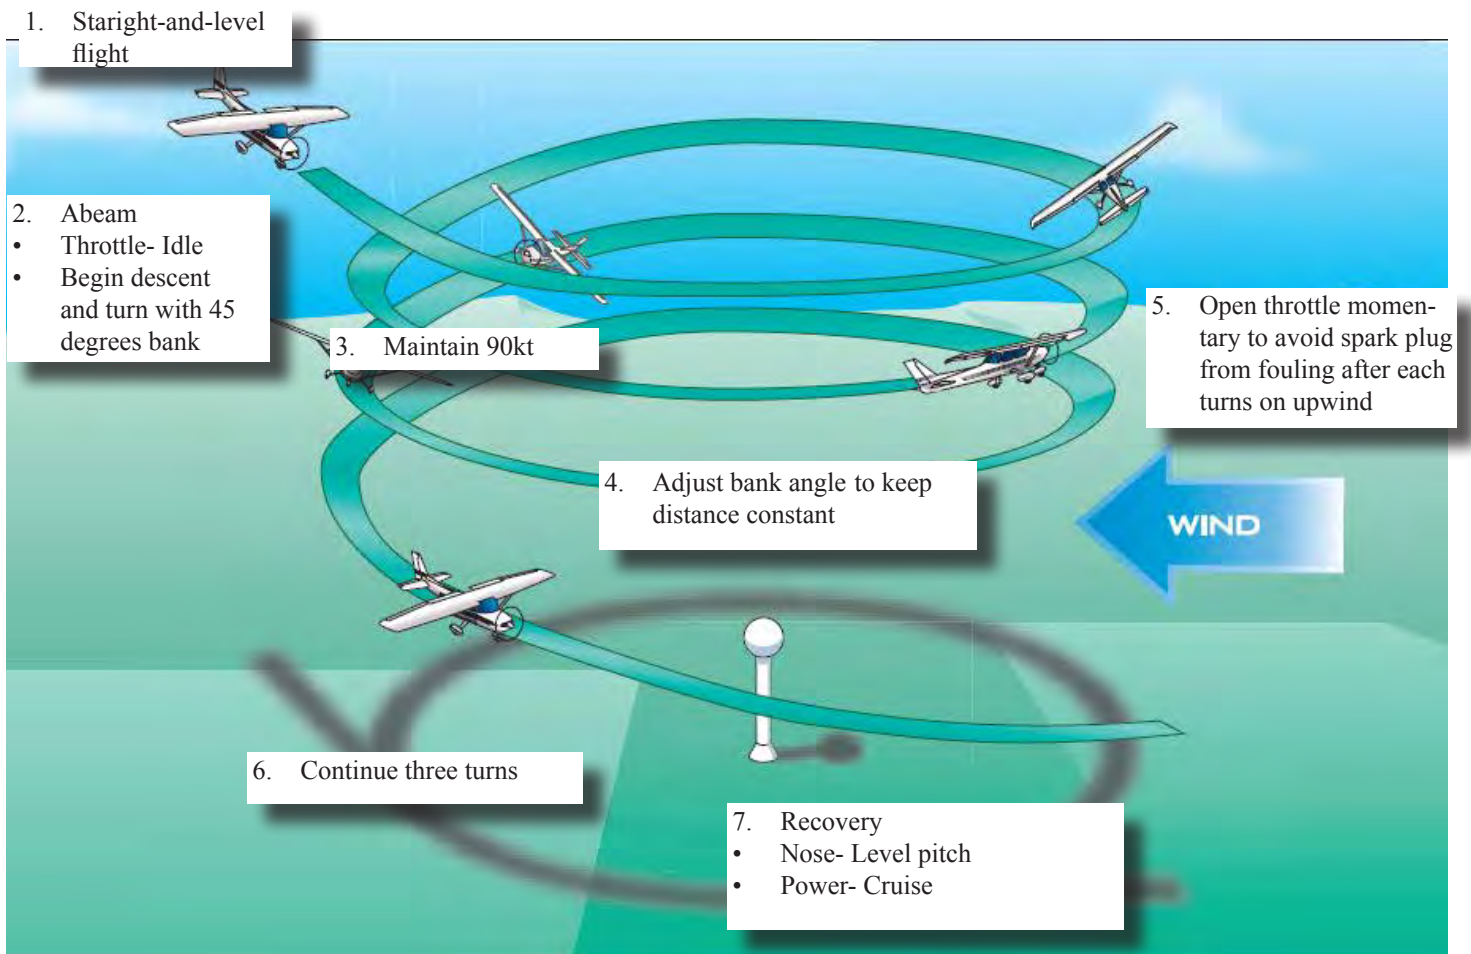 1. Staright-and-level
flight
2. Abeam
• Throttle- Idle
• Begin descent
and turn with 45
degrees bank
3. Maintain 90kt
4. Adjust bank angle to keep
distance constant
5. Open throttle momen-
tary to avoid spark plug
from fouling after each
turns on upwind
WIND
6. Continue three turns
7. Recovery
• Nose- Level pitch
• Power- Cruise